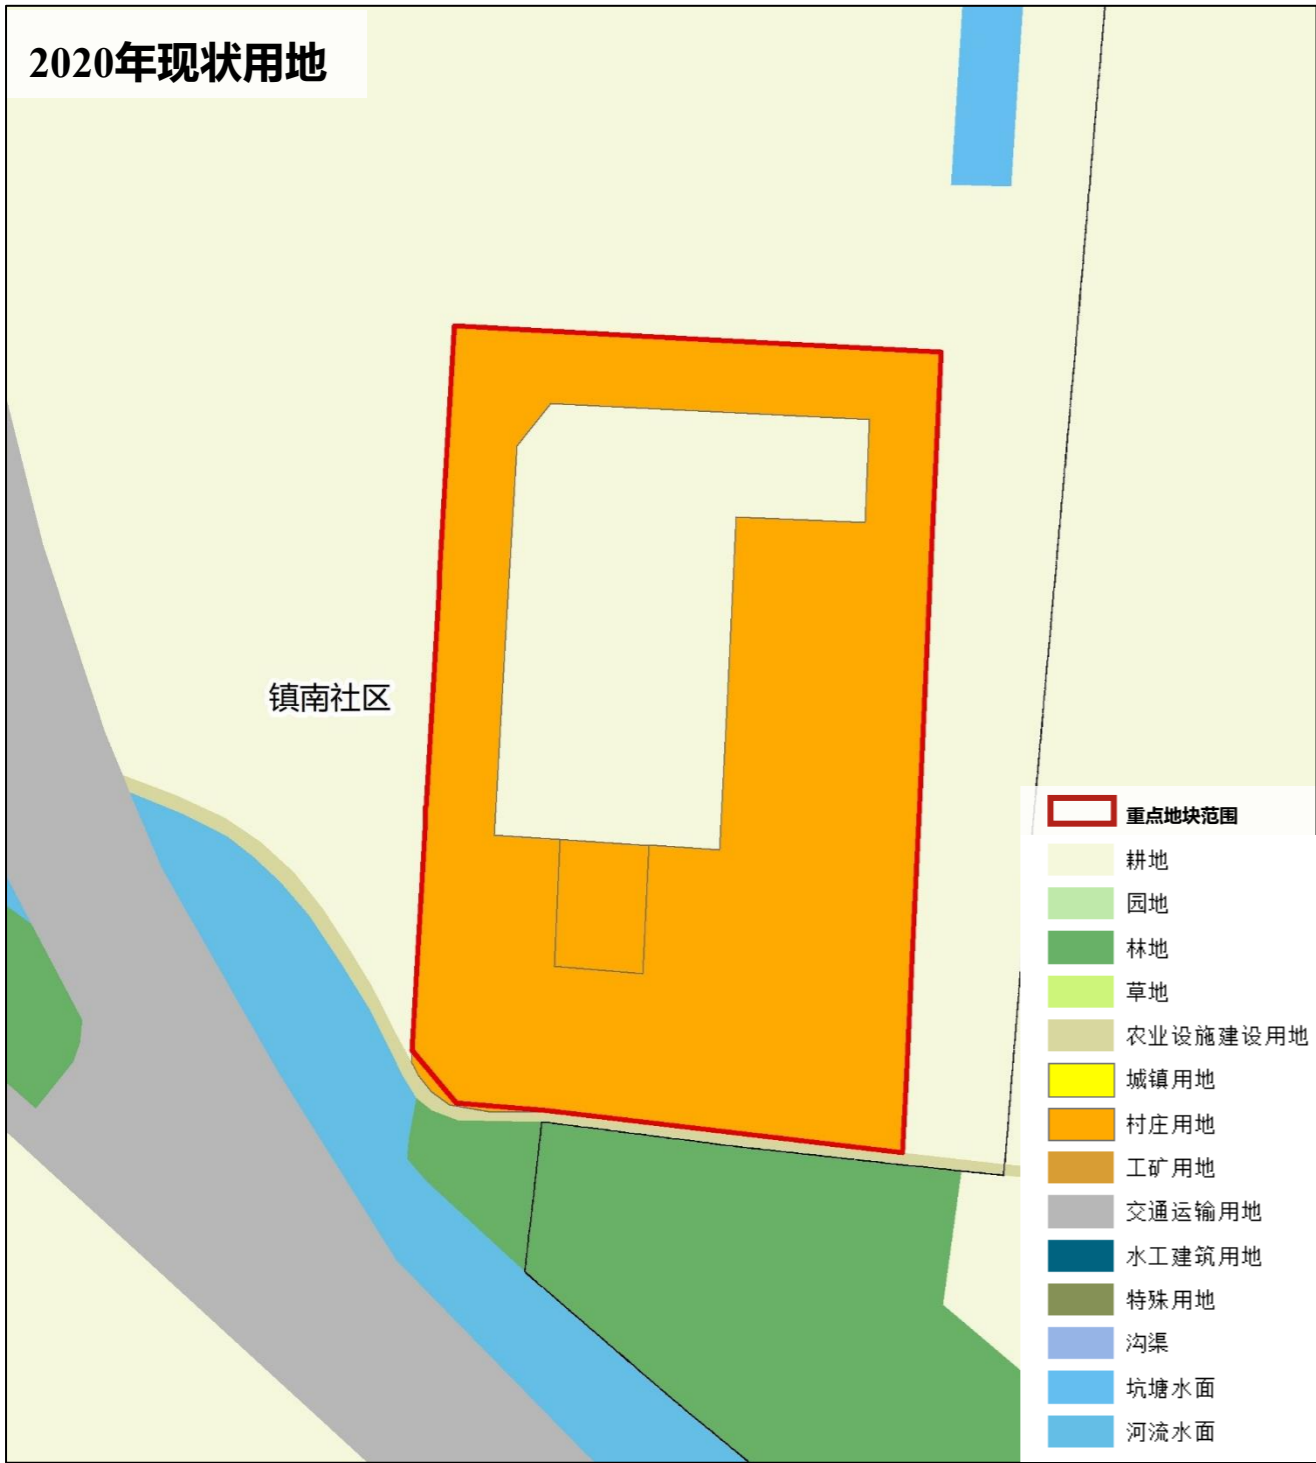 2020年现状用地
镇南社区
重点地块范围
耕地
园地
林地
草地
农业设施建设用地
城镇用地
村庄用地
工矿用地
交通运输用地
水工建筑用地
特殊用地
沟渠
坑塘水面
河流水面